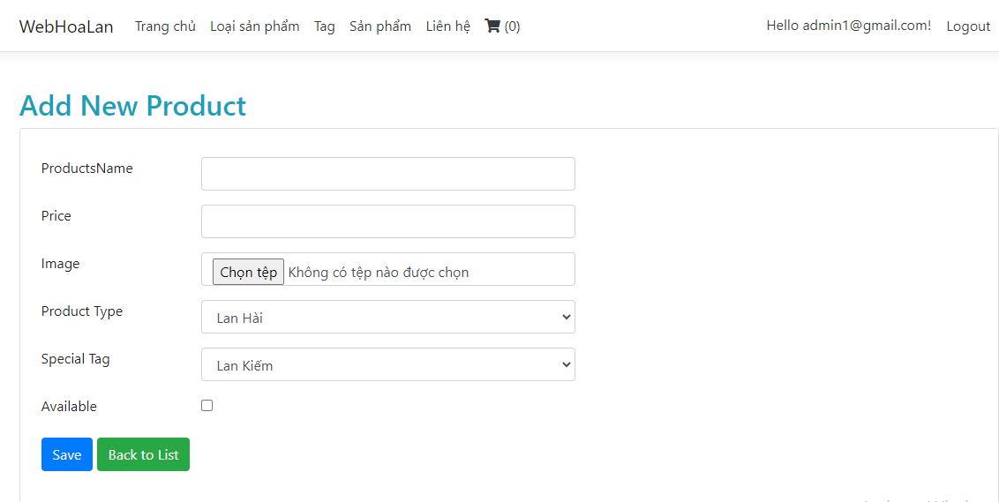 WebHoaLan Trang chủ Loại sản phẩm Tag Sản phẩm Liên hệ (0) Hello admin1@gmail.com! Logout
Add New Product
ProductsName
Price
Image Chọn tệp Không có tệp nào được chọn
Product Type Lan Hài
Special Tag Lan Kiếm
Available
Save Back to List